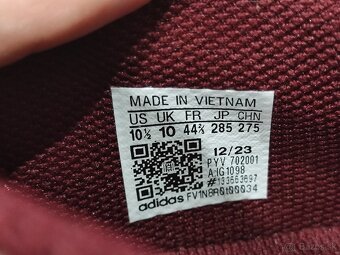 MADE IN VIETNAM
US UK FR JP CHN
10½ 10 44⅔ 285 275
12/23
PYV 702001
A IG1098
adidas